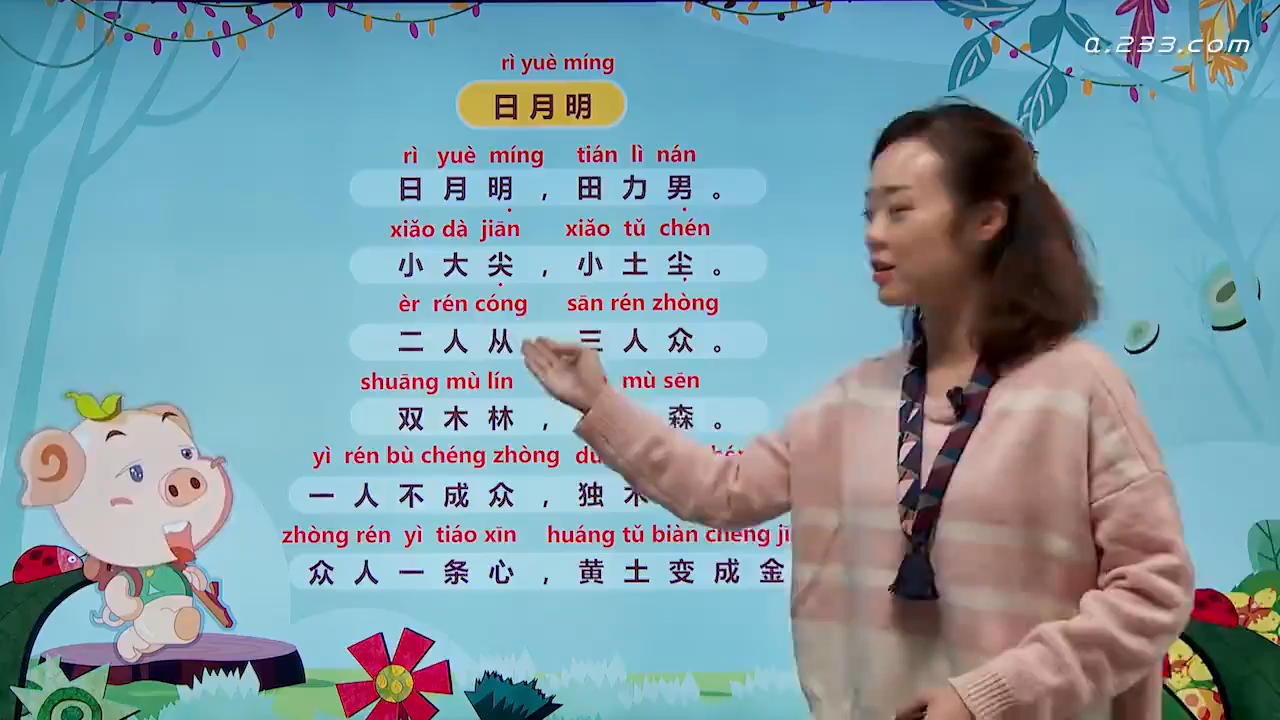 a.233.com
rì yuè míng
日月明
rì yuè míng tián lì nán
日月明，田力男。
xiǎo dà jiān xiǎo tǔ chén
小大尖，小土尘。
èr rén cóng sān rén zhòng
二人从 三人众。
shuāng mù lín mù sēn
双木林， 森。
yì rén bù chéng zhòng
一人不成众，独木
zhòng rén yì tiáo xīn huáng tǔ biàn chéng
众人一条心，黄土变成金